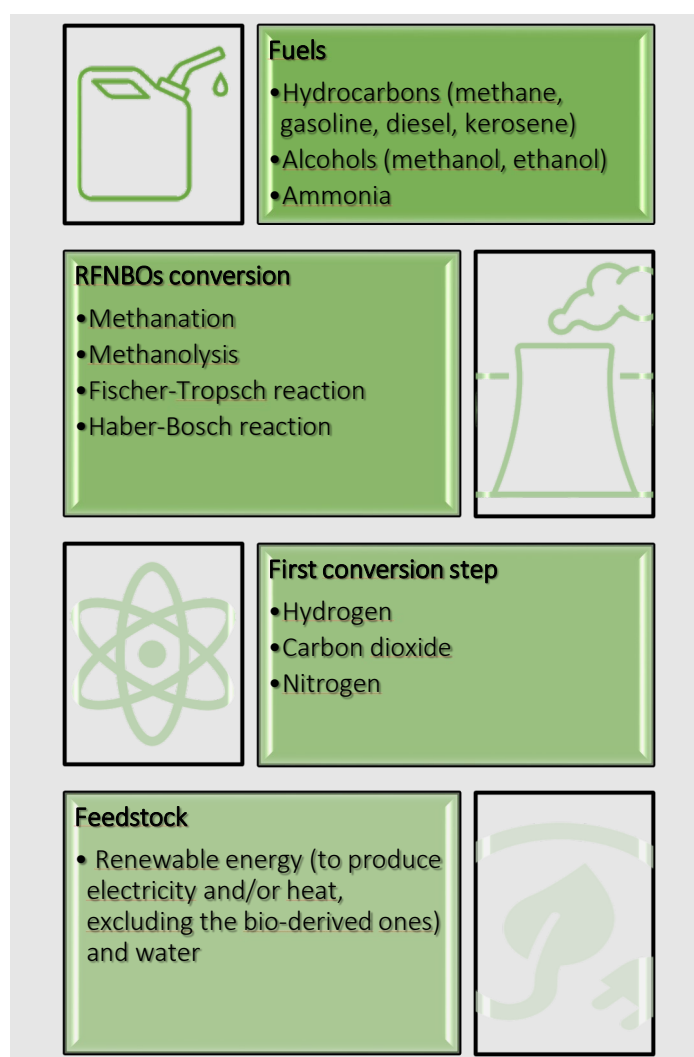 Fuels
•Hydrocarbons (methane,
gasoline, diesel, kerosene)
•Alcohols (methanol, ethanol)
•Ammonia
RFNBOs conversion
•Methanation
•Methanolysis
•Fischer-Tropsch reaction
•Haber-Bosch reaction
First conversion step
•Hydrogen
•Carbon dioxide
•Nitrogen
Feedstock
• Renewable energy (to produce
electricity and/or heat,
excluding the bio-derived ones)
and water